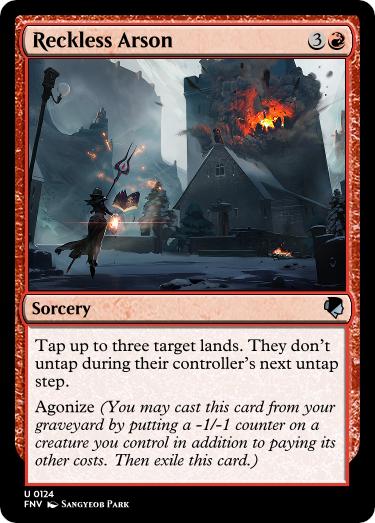 Reckless Arson 3
Sorcery
Tap up to three target lands. They don't
untap during their controller's next untap
step.
Agonize (You may cast this card from your
graveyard by putting a -1/-1 counter on a
creature you control in addition to paying its
other costs. Then exile this card.)
U 0124
FNV SANGYEOB PARK